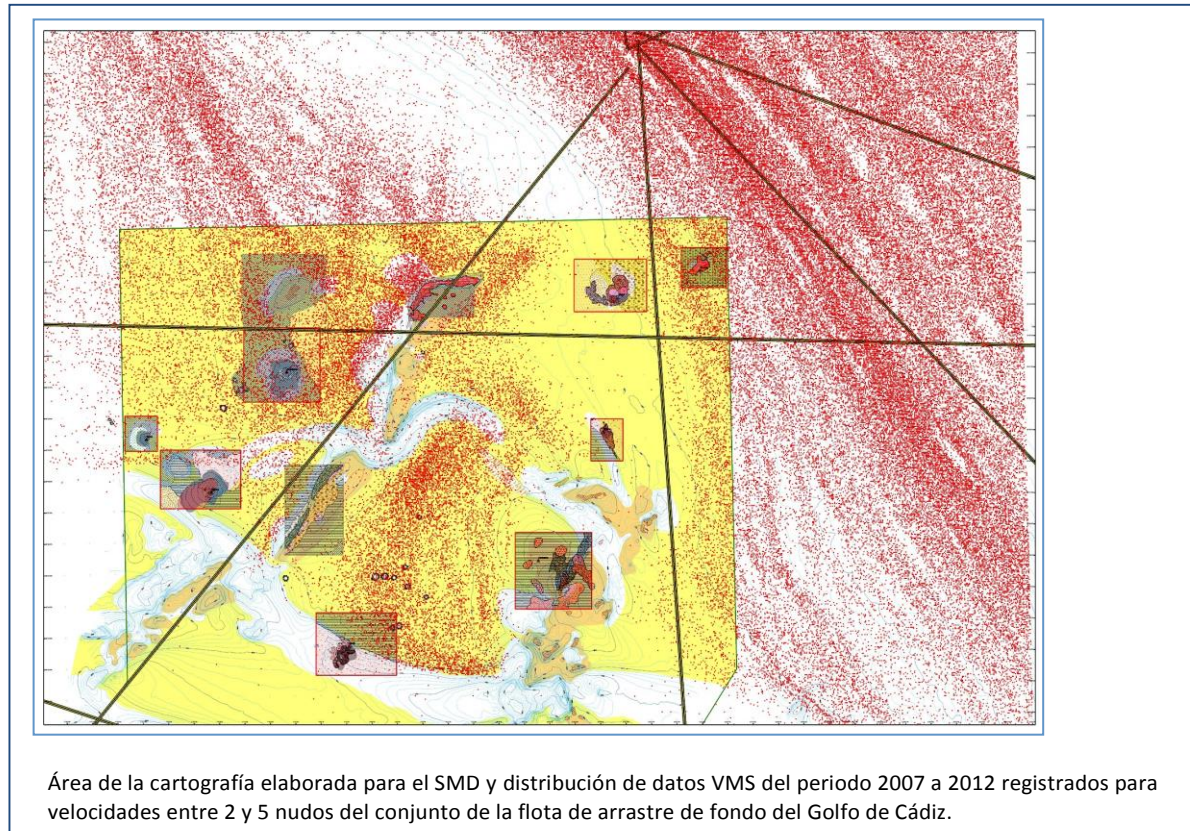 Área de la cartografía elaborada para el SMD y distribución de datos VMS del periodo 2007 a 2012 registrados para
velocidades entre 2 y 5 nudos del conjunto de la flota de arrastre de fondo del Golfo de Cádiz.